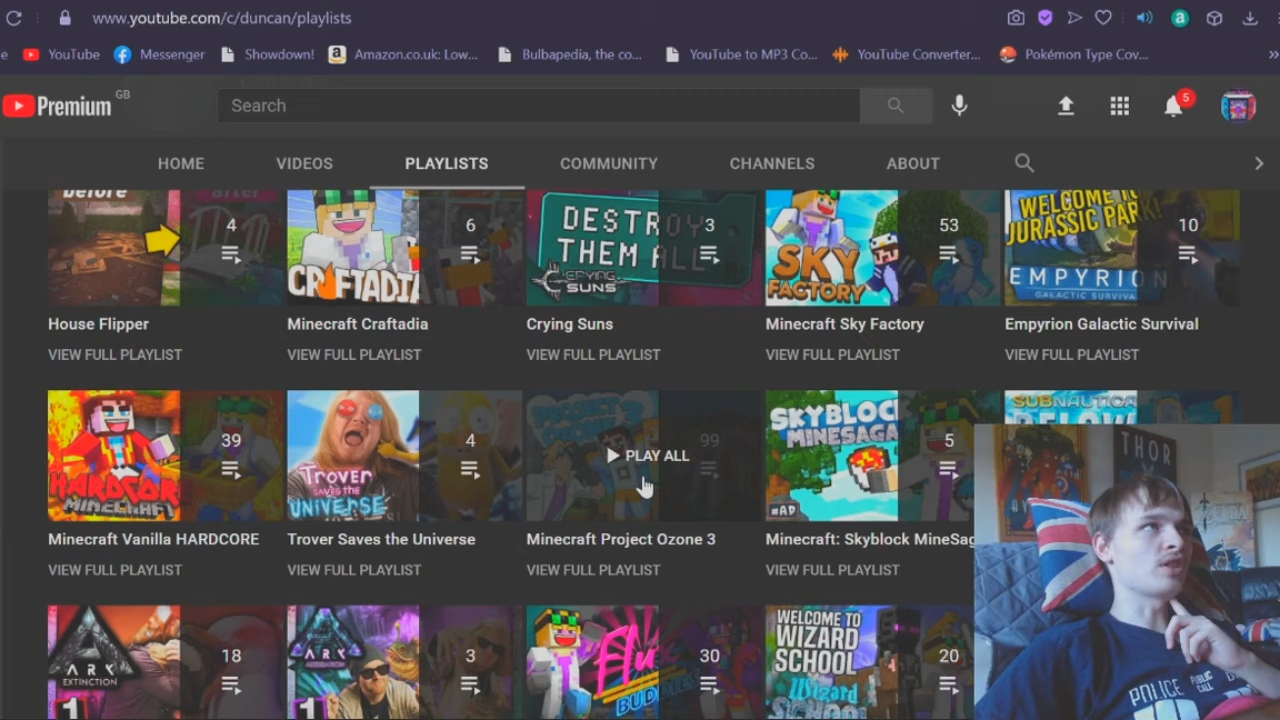 www.youtube.com/c/duncan/playlists
YouTube
Messenger
Showdown!
Amazon.co.uk: Low...
Bulbapedia, the co...
YouTube to MP3 Co...
YouTube Converter...
Pokémon Type Cov...
Premium GB
Search
5
HOME
VIDEOS
PLAYLISTS
COMMUNITY
CHANNELS
ABOUT
before
after
4
CRAFTADIA
6
DESTROY
THEM ALL
CRYING
SUNS
3
SKY
FACTORY
53
WELCOME TO
JURASSIC PARK!
EMPYRION
GALACTIC SURVIVAL
10
House Flipper
Minecraft Craftadia
Crying Suns
Minecraft Sky Factory
Empyrion Galactic Survival
VIEW FULL PLAYLIST
VIEW FULL PLAYLIST
VIEW FULL PLAYLIST
VIEW FULL PLAYLIST
VIEW FULL PLAYLIST
HARDCOR
MINECRAFT
39
TROVER
SAVES THE
UNIVERSE
4
PROJECT
PLAY ALL
99
SKYBLOC
MINESAGA
#AD
5
SUBNAUTICA
BELOW
THOR
Minecraft Vanilla HARDCORE
Trover Saves the Universe
Minecraft Project Ozone 3
Minecraft: Skyblock MineSag
VIEW FULL PLAYLIST
VIEW FULL PLAYLIST
VIEW FULL PLAYLIST
VIEW FULL PLAYLIST
ARK
EXTINCTION
1
18
ARK
1
3
BUDDIES
30
WELCOME TO
WIZARD
SCHOOL
Wizard
SCHOOL
20
POLICE
PUBLIC
CALL